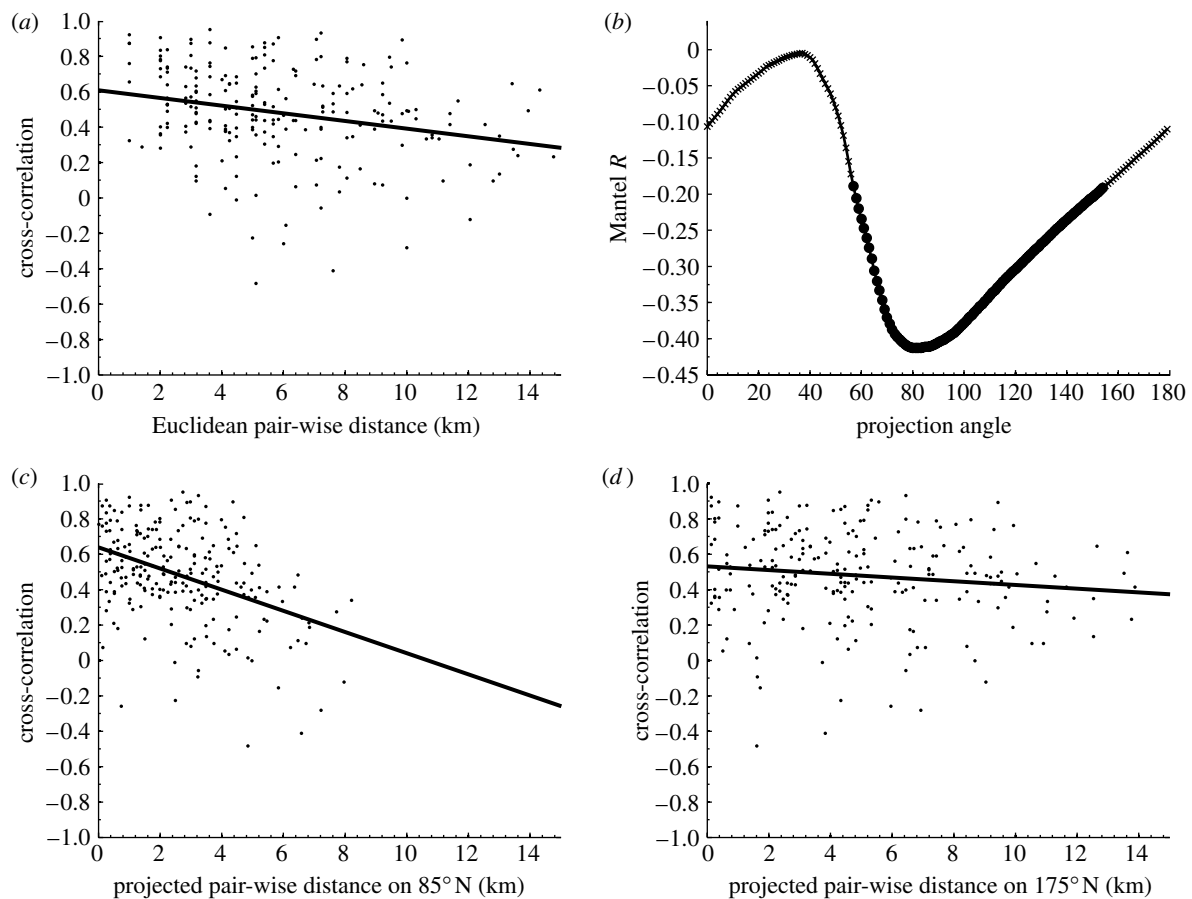 (a)
1.0
0.8
0.6
0.4
0.2
0
−0.2
−0.4
−0.6
−0.8
−1.0
cross-correlation
0 2 4 6 8 10 12 14
Euclidean pair-wise distance (km)
(b)
0
−0.05
−0.10
−0.15
−0.20
−0.25
−0.30
−0.35
−0.40
−0.45
Mantel R
0 20 40 60 80 100 120 140 160 180
projection angle
(c)
1.0
0.8
0.6
0.4
0.2
0
−0.2
−0.4
−0.6
−0.8
−1.0
cross-correlation
0 2 4 6 8 10 12 14
projected pair-wise distance on 85° N (km)
(d)
1.0
0.8
0.6
0.4
0.2
0
−0.2
−0.4
−0.6
−0.8
−1.0
cross-correlation
0 2 4 6 8 10 12 14
projected pair-wise distance on 175° N (km)